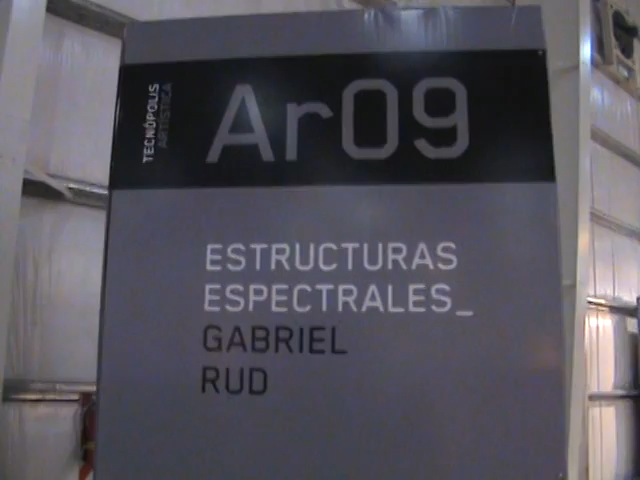 TECNÓPOLIS
ARTÍSTICA
Ar09
ESTRUCTURAS
ESPECTRALES_
GABRIEL
RUD